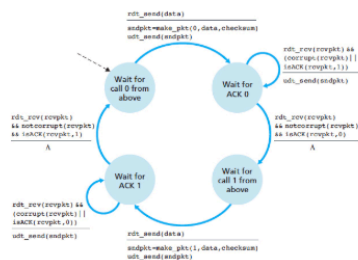 rdt_send(data)
sndpkt=make_pkt(0,data,checksum)
udt_send(sndpkt)
Wait for
call 0 from
above
Wait for
ACK 0
rdt_rcv(rcvpkt) &&
(corrupt(rcvpkt)||
isACK(rcvpkt,1))
udt_send(sndpkt)
rdt_rcv(rcvpkt)
&& notcorrupt(rcvpkt)
&& isACK(rcvpkt,1)
Λ
rdt_rcv(rcvpkt)
&& notcorrupt(rcvpkt)
&& isACK(rcvpkt,0)
Λ
Wait for
ACK 1
Wait for
call 1 from
above
rdt_rcv(rcvpkt) &&
(corrupt(rcvpkt)||
isACK(rcvpkt,0))
udt_send(sndpkt)
rdt_send(data)
sndpkt=make_pkt(1,data,checksum)
udt_send(sndpkt)